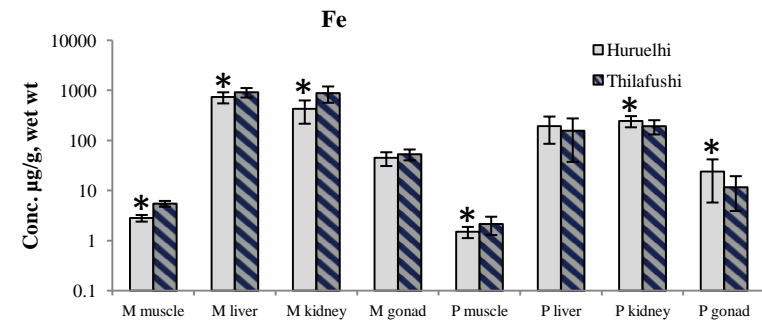 Fe
10000
1000
100
10
1
0.1
Conc. µg/g, wet wt
Huruelhi
Thilafushi
* * * * * *
M muscle M liver M kidney M gonad P muscle P liver P kidney P gonad